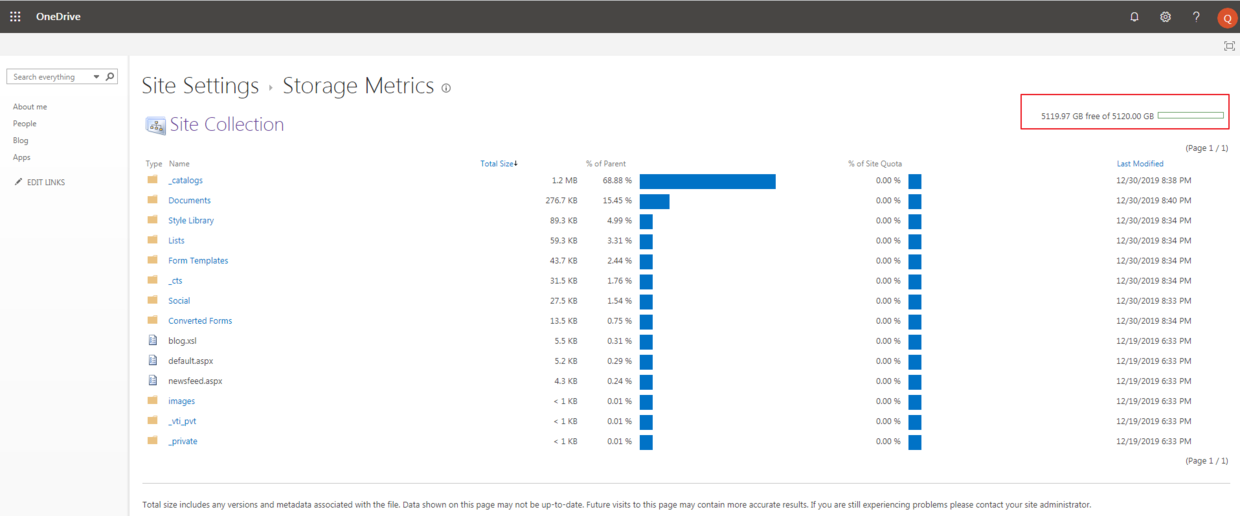 OneDrive
?
Q
Search everything
About me
People
Blog
Apps
EDIT LINKS
Site Settings › Storage Metrics
Site Collection
5119.97 GB free of 5120.00 GB
(Page 1 / 1)
Type Name Total Size↓ % of Parent % of Site Quota Last Modified
_catalogs 1.2 MB 68.88 % 0.00 % 12/30/2019 8:38 PM
Documents 276.7 KB 15.45 % 0.00 % 12/30/2019 8:40 PM
Style Library 89.3 KB 4.99 % 0.00 % 12/30/2019 8:34 PM
Lists 59.3 KB 3.31 % 0.00 % 12/30/2019 8:34 PM
Form Templates 43.7 KB 2.44 % 0.00 % 12/30/2019 8:34 PM
_cts 31.5 KB 1.76 % 0.00 % 12/30/2019 8:34 PM
Social 27.5 KB 1.54 % 0.00 % 12/30/2019 8:33 PM
Converted Forms 13.5 KB 0.75 % 0.00 % 12/30/2019 8:34 PM
blog.xsl 5.5 KB 0.31 % 0.00 % 12/19/2019 6:33 PM
default.aspx 5.2 KB 0.29 % 0.00 % 12/19/2019 6:33 PM
newsfeed.aspx 4.3 KB 0.24 % 0.00 % 12/19/2019 6:33 PM
images < 1 KB 0.01 % 0.00 % 12/19/2019 6:33 PM
_vti_pvt < 1 KB 0.01 % 0.00 % 12/19/2019 6:33 PM
_private < 1 KB 0.01 % 0.00 % 12/19/2019 6:33 PM
(Page 1 / 1)
Total size includes any versions and metadata associated with the file. Data shown on this page may not be up-to-date. Future visits to this page may contain more accurate results. If you are still experiencing problems please contact your site administrator.